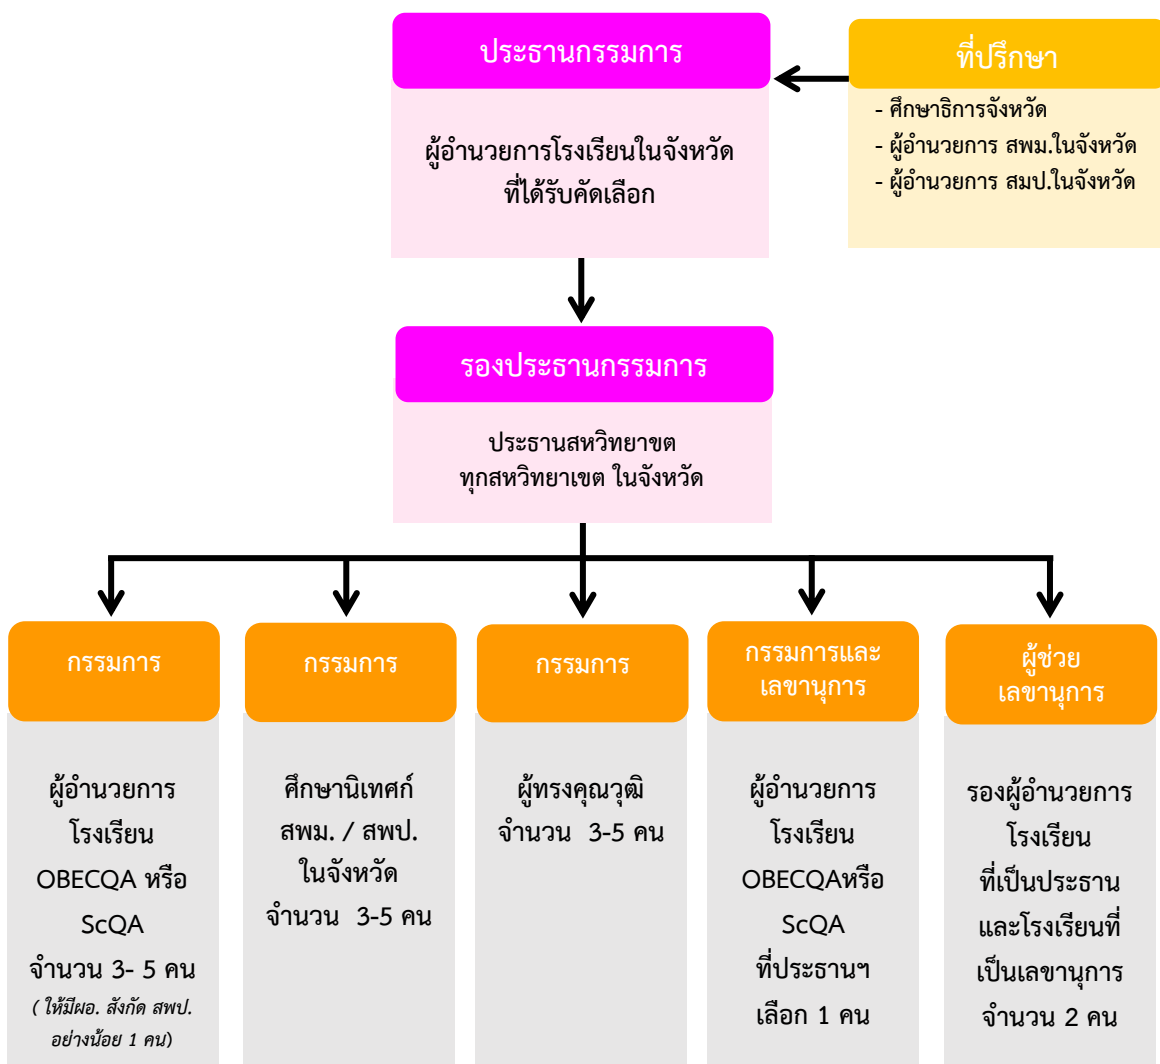 ประธานกรรมการ
ผู้อำนวยการโรงเรียนในจังหวัด
ที่ได้รับคัดเลือก
ที่ปรึกษา
- ศึกษาธิการจังหวัด
- ผู้อำนวยการ สพม.ในจังหวัด
- ผู้อำนวยการ สมป.ในจังหวัด
รองประธานกรรมการ
ประธานสหวิทยาขต
ทุกสหวิทยาเขต ในจังหวัด
กรรมการ
ผู้อำนวยการ
โรงเรียน
OBECQA หรือ
ScQA
จำนวน 3- 5 คน
( ให้มีผอ. สังกัด สพป.
อย่างน้อย 1 คน)
กรรมการ
ศึกษานิเทศก์
สพม. / สพป.
ในจังหวัด
จำนวน 3-5 คน
กรรมการ
ผู้ทรงคุณวุฒิ
จำนวน 3-5 คน
กรรมการและ
เลขานุการ
ผู้อำนวยการ
โรงเรียน
OBECQAหรือ
ScQA
ที่ประธานฯ
เลือก 1 คน
ผู้ช่วย
เลขานุการ
รองผู้อำนวยการ
โรงเรียน
ที่เป็นประธาน
และโรงเรียนที่
เป็นเลขานุการ
จำนวน 2 คน